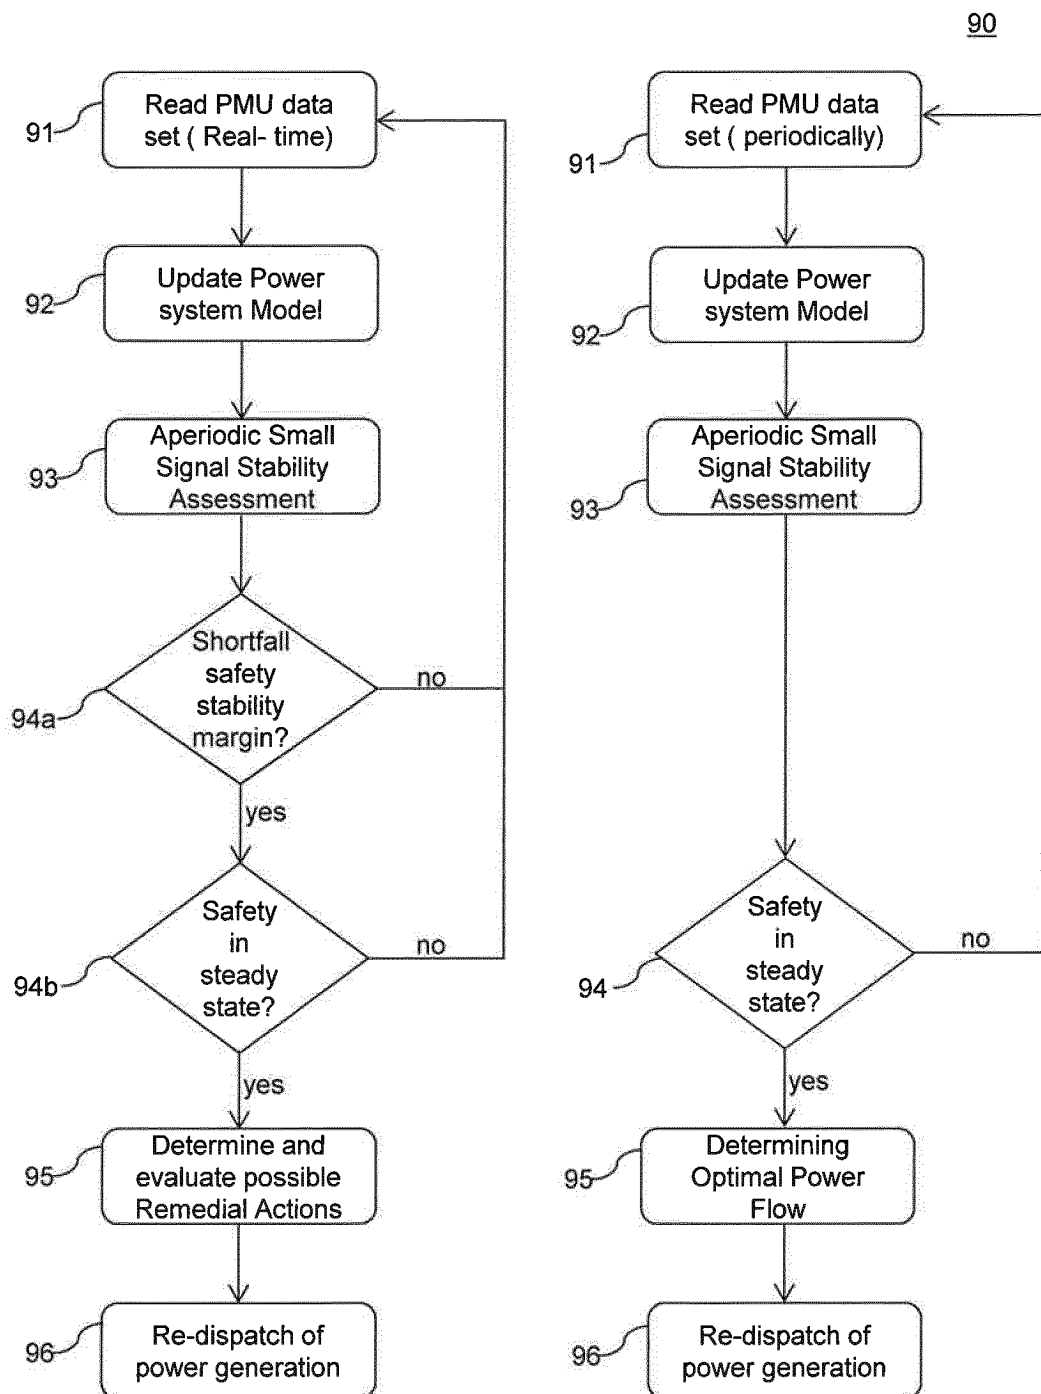 90
91
Read PMU data
set ( Real- time)
92
Update Power
system Model
93
Aperiodic Small
Signal Stability
Assessment
94a
Shortfall
safety
stability
margin?
no
yes
94b
Safety
in
steady
state?
no
yes
95
Determine and
evaluate possible
Remedial Actions
96
Re-dispatch of
power generation
91
Read PMU data
set ( periodically)
92
Update Power
system Model
93
Aperiodic Small
Signal Stability
Assessment
94
Safety
in
steady
state?
no
yes
95
Determining
Optimal Power
Flow
96
Re-dispatch of
power generation